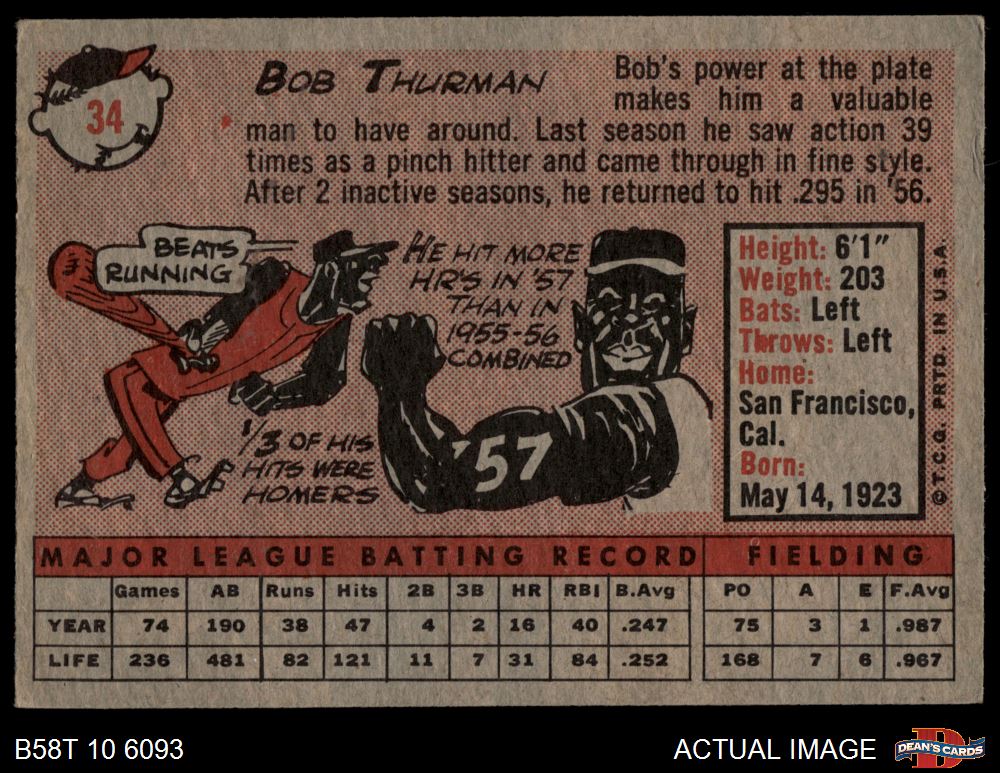 34
BOB THURMAN
Bob's power at the plate
makes him a valuable
man to have around. Last season he saw action 39
times as a pinch hitter and came through in fine style.
After 2 inactive seasons, he returned to hit .295 in '56.
BEATS
RUNNING
1/3 OF HIS
HITS WERE
HOMERS
HE HIT MORE
HR'S IN '57
THAN IN
1955-56
COMBINED
'57
Height: 6'1"
Weight: 203
Bats: Left
Throws: Left
Home:
San Francisco,
Cal.
Born:
May 14, 1923
© T.C.G. PRTD. IN U.S.A.
MAJOR LEAGUE BATTING RECORD FIELDING
Games AB Runs Hits 2B 3B HR RBI B.Avg PO A E F.Avg
YEAR 74 190 38 47 4 2 16 40 .247 75 3 1 .987
LIFE 236 481 82 121 11 7 31 84 .252 168 7 6 .967
B58T 10 6093 ACTUAL IMAGE D DEAN'S CARDS